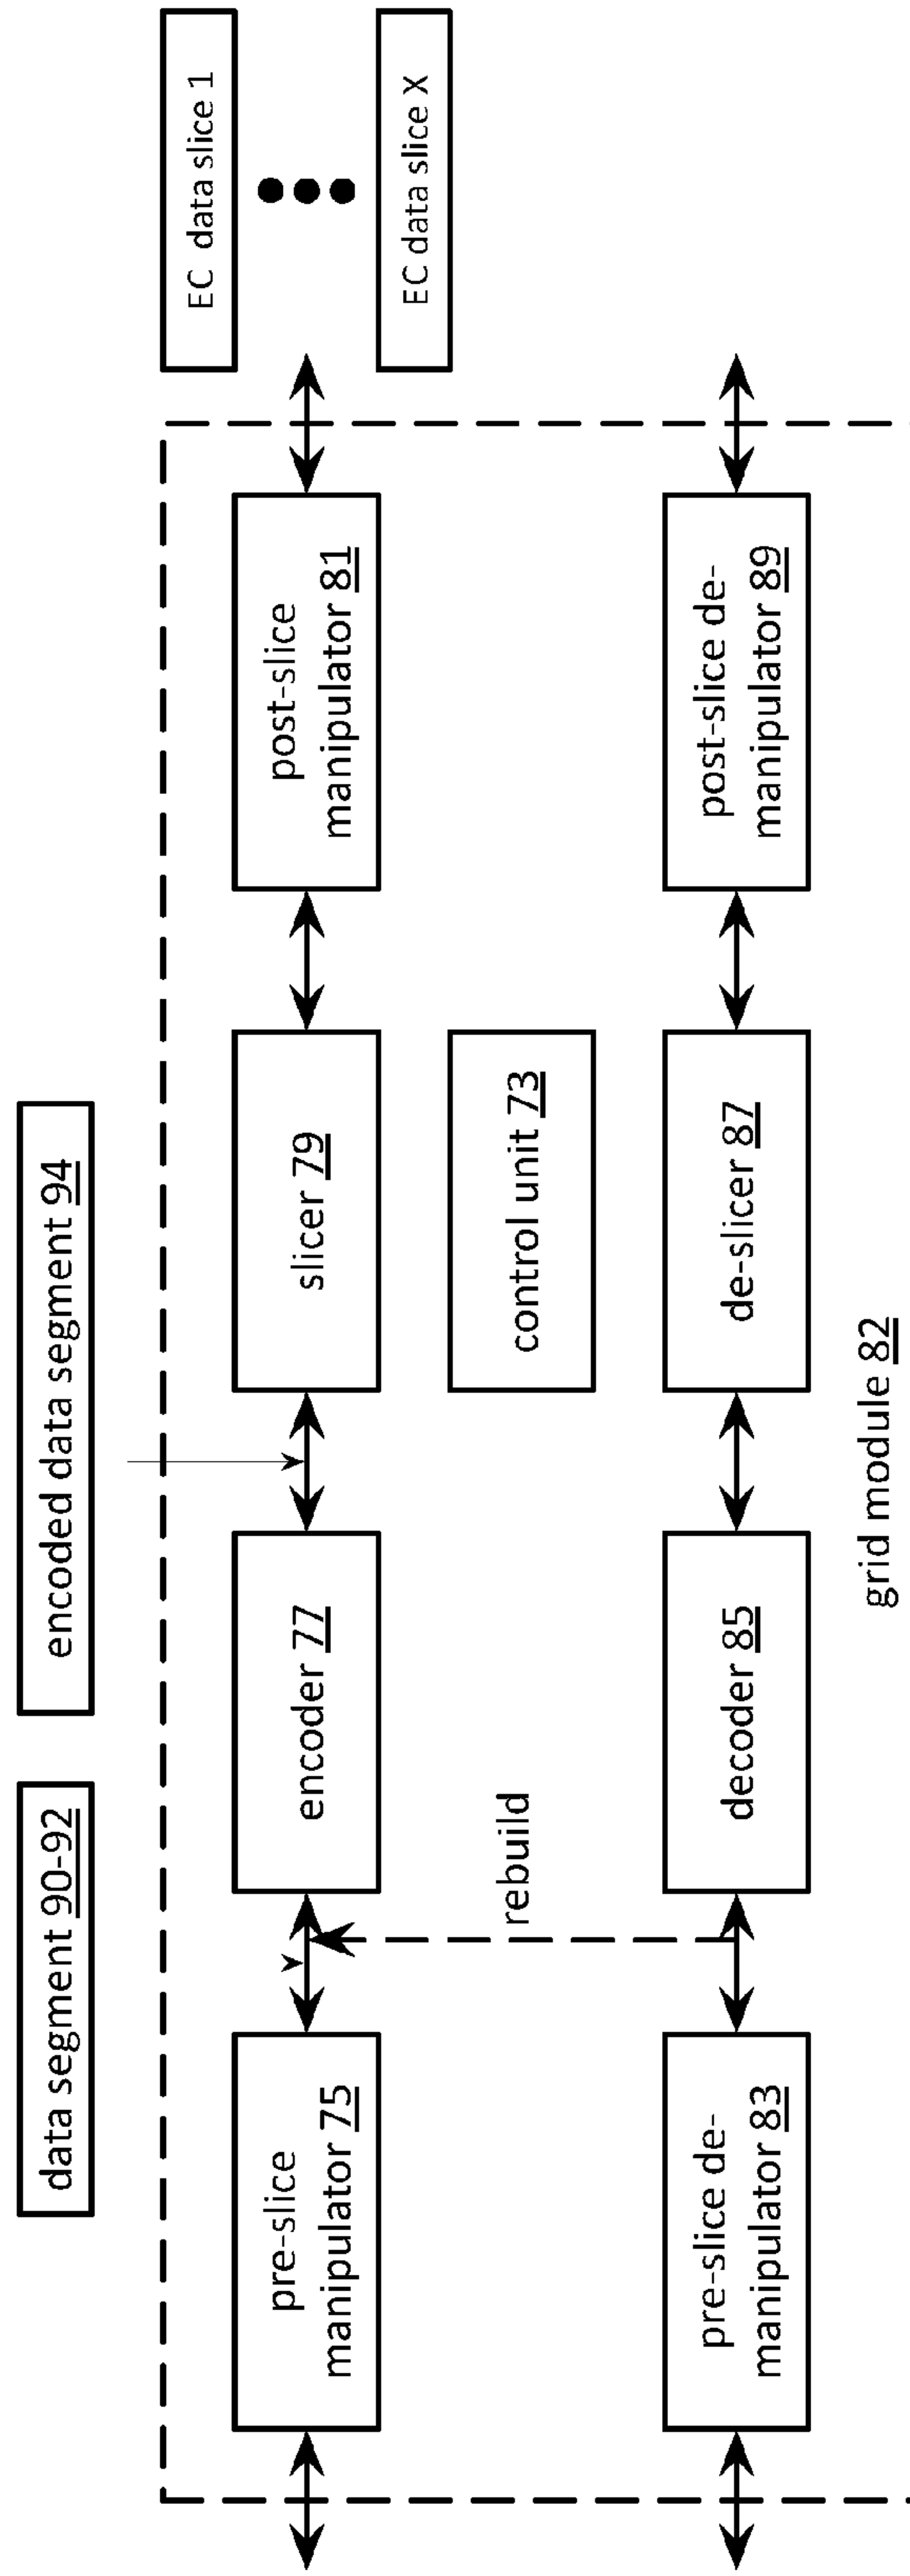 data segment 90-92
encoded data segment 94
EC data slice 1
EC data slice X
pre-slice
manipulator 75
encoder 77
slicer 79
post-slice
manipulator 81
rebuild
control unit 73
pre-slice de-
manipulator 83
decoder 85
de-slicer 87
post-slice de-
manipulator 89
grid module 82